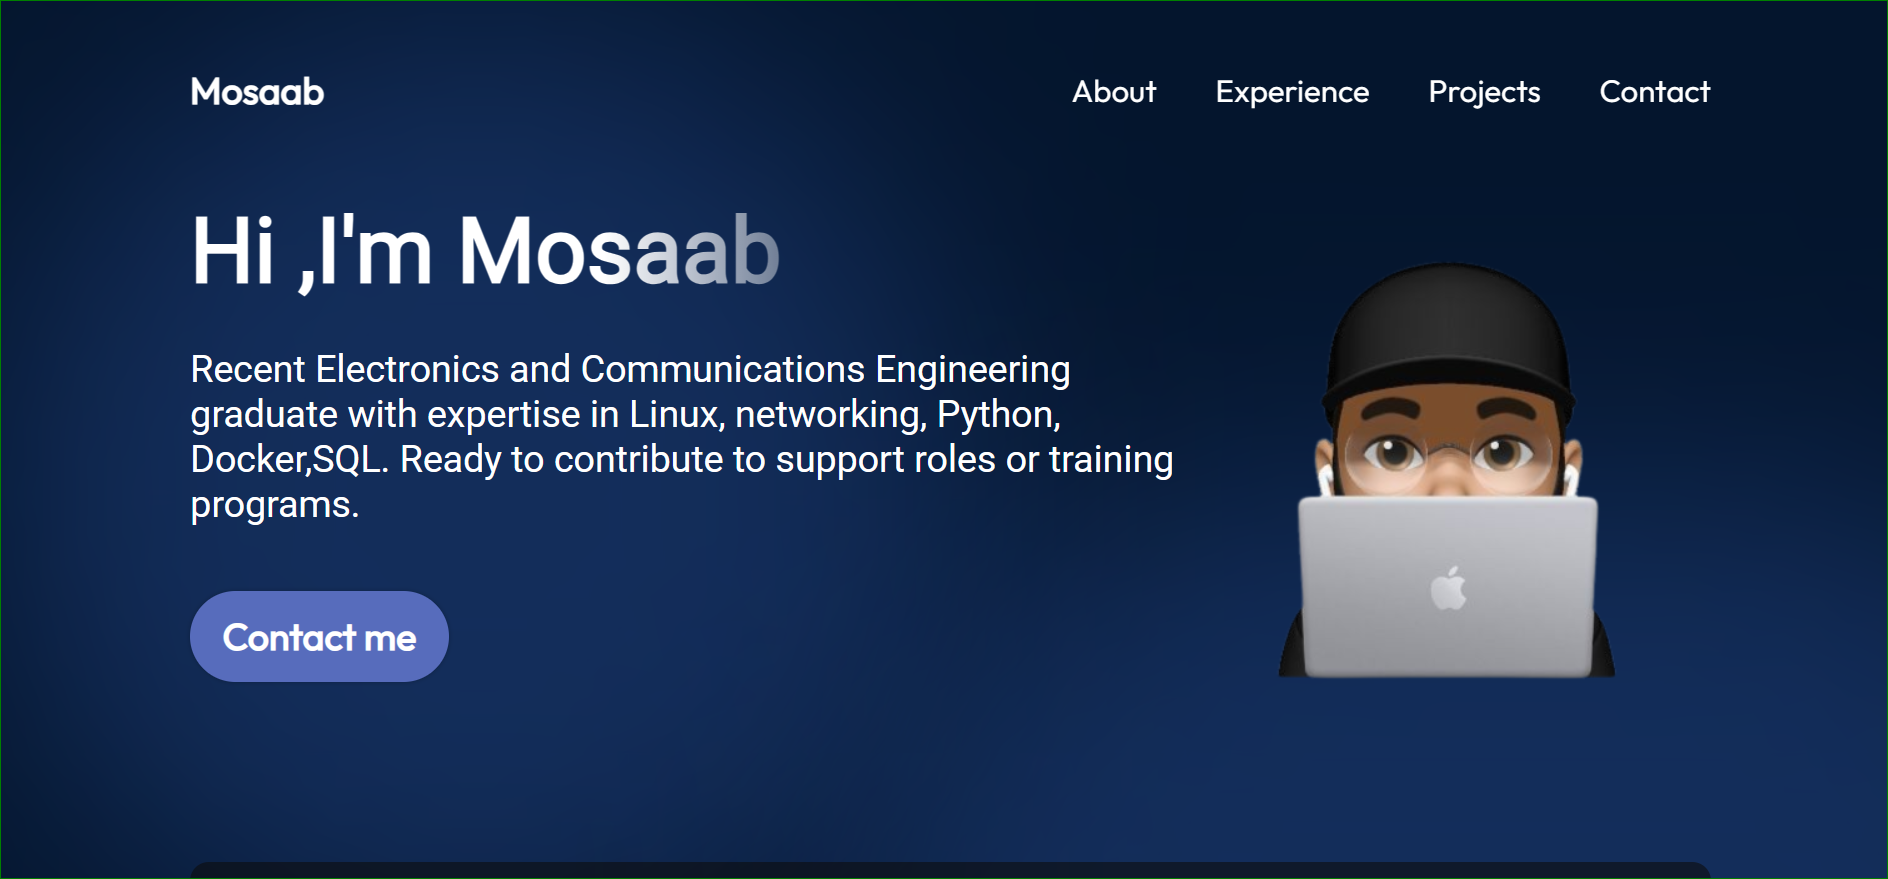 Mosaab
About Experience Projects Contact
Hi ,I'm Mosaab
Recent Electronics and Communications Engineering
graduate with expertise in Linux, networking, Python,
Docker,SQL. Ready to contribute to support roles or training
programs.
Contact me